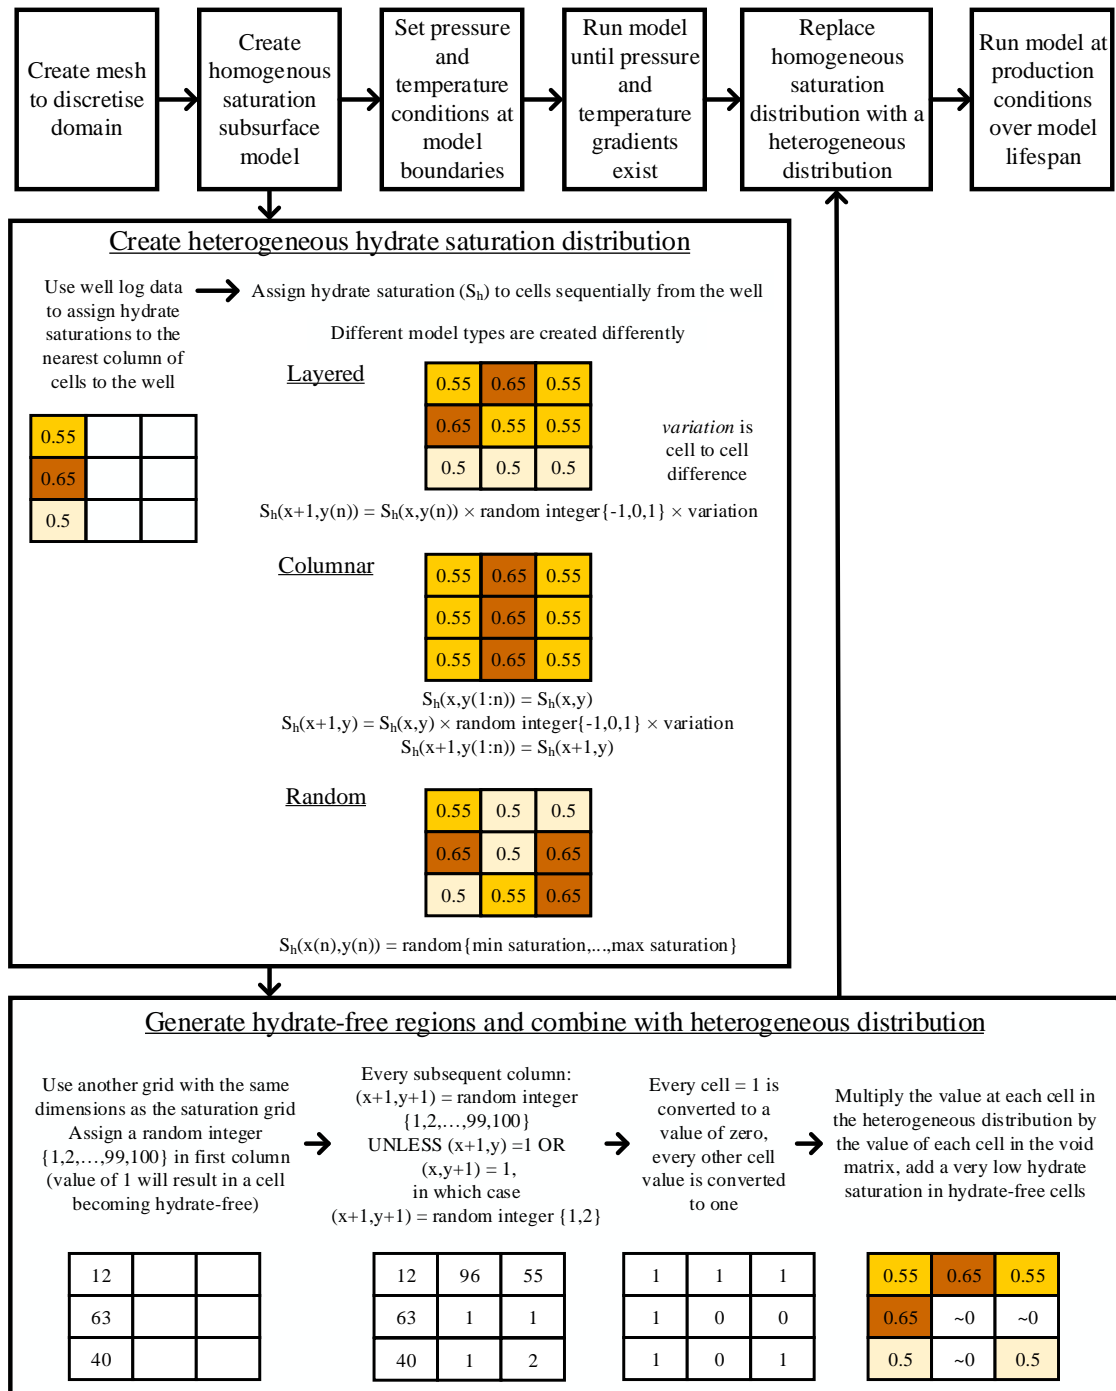 Create mesh
to discretise
domain
Create
homogenous
saturation
subsurface
model
Set pressure
and
temperature
conditions at
model
boundaries
Run model
until pressure
and
temperature
gradients
exist
Replace
homogeneous
saturation
distribution with a
heterogeneous
distribution
Run model at
production
conditions
over model
lifespan
Create heterogeneous hydrate saturation distribution
Use well log data
to assign hydrate
saturations to the
nearest column of
cells to the well
0.55
0.65
0.5
Assign hydrate saturation (Sₕ) to cells sequentially from the well
Different model types are created differently
Layered
0.55 0.65 0.55
0.65 0.55 0.55
0.5 0.5 0.5
variation is
cell to cell
difference
Sₕ(x+1,y(n)) = Sₕ(x,y(n)) × random integer{-1,0,1} × variation
Columnar
0.55 0.65 0.55
0.55 0.65 0.55
0.55 0.65 0.55
Sₕ(x,y(1:n)) = Sₕ(x,y)
Sₕ(x+1,y) = Sₕ(x,y) × random integer{-1,0,1} × variation
Sₕ(x+1,y(1:n)) = Sₕ(x+1,y)
Random
0.55 0.5 0.5
0.65 0.5 0.65
0.5 0.55 0.65
Sₕ(x(n),y(n)) = random{min saturation,...,max saturation}
Generate hydrate-free regions and combine with heterogeneous distribution
Use another grid with the same
dimensions as the saturation grid
Assign a random integer
{1,2,…,99,100} in first column
(value of 1 will result in a cell
becoming hydrate-free)
12
63
40
Every subsequent column:
(x+1,y+1) = random integer
{1,2,…,99,100}
UNLESS (x+1,y) =1 OR
(x,y+1) = 1,
in which case
(x+1,y+1) = random integer {1,2}
12 96 55
63 1 1
40 1 2
Every cell = 1 is
converted to a
value of zero,
every other cell
value is converted
to one
1 1 1
1 0 0
1 0 1
Multiply the value at each cell in
the heterogeneous distribution by
the value of each cell in the void
matrix, add a very low hydrate
saturation in hydrate-free cells
0.55 0.65 0.55
0.65 ~0 ~0
0.5 ~0 0.5